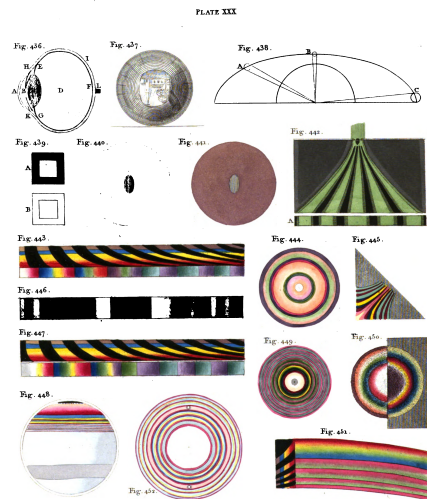 PLATE XXX
Fig. 436.
Fig. 437.
Fig. 438.
H E I
A B D F L
K G
A B C
Fig. 439.
Fig. 440.
Fig. 441.
Fig. 442.
A
B
A
Fig. 443.
Fig. 444.
Fig. 445.
Fig. 446.
Fig. 447.
Fig. 448.
Fig. 449.
Fig. 450.
Fig. 451.
Fig. 452.